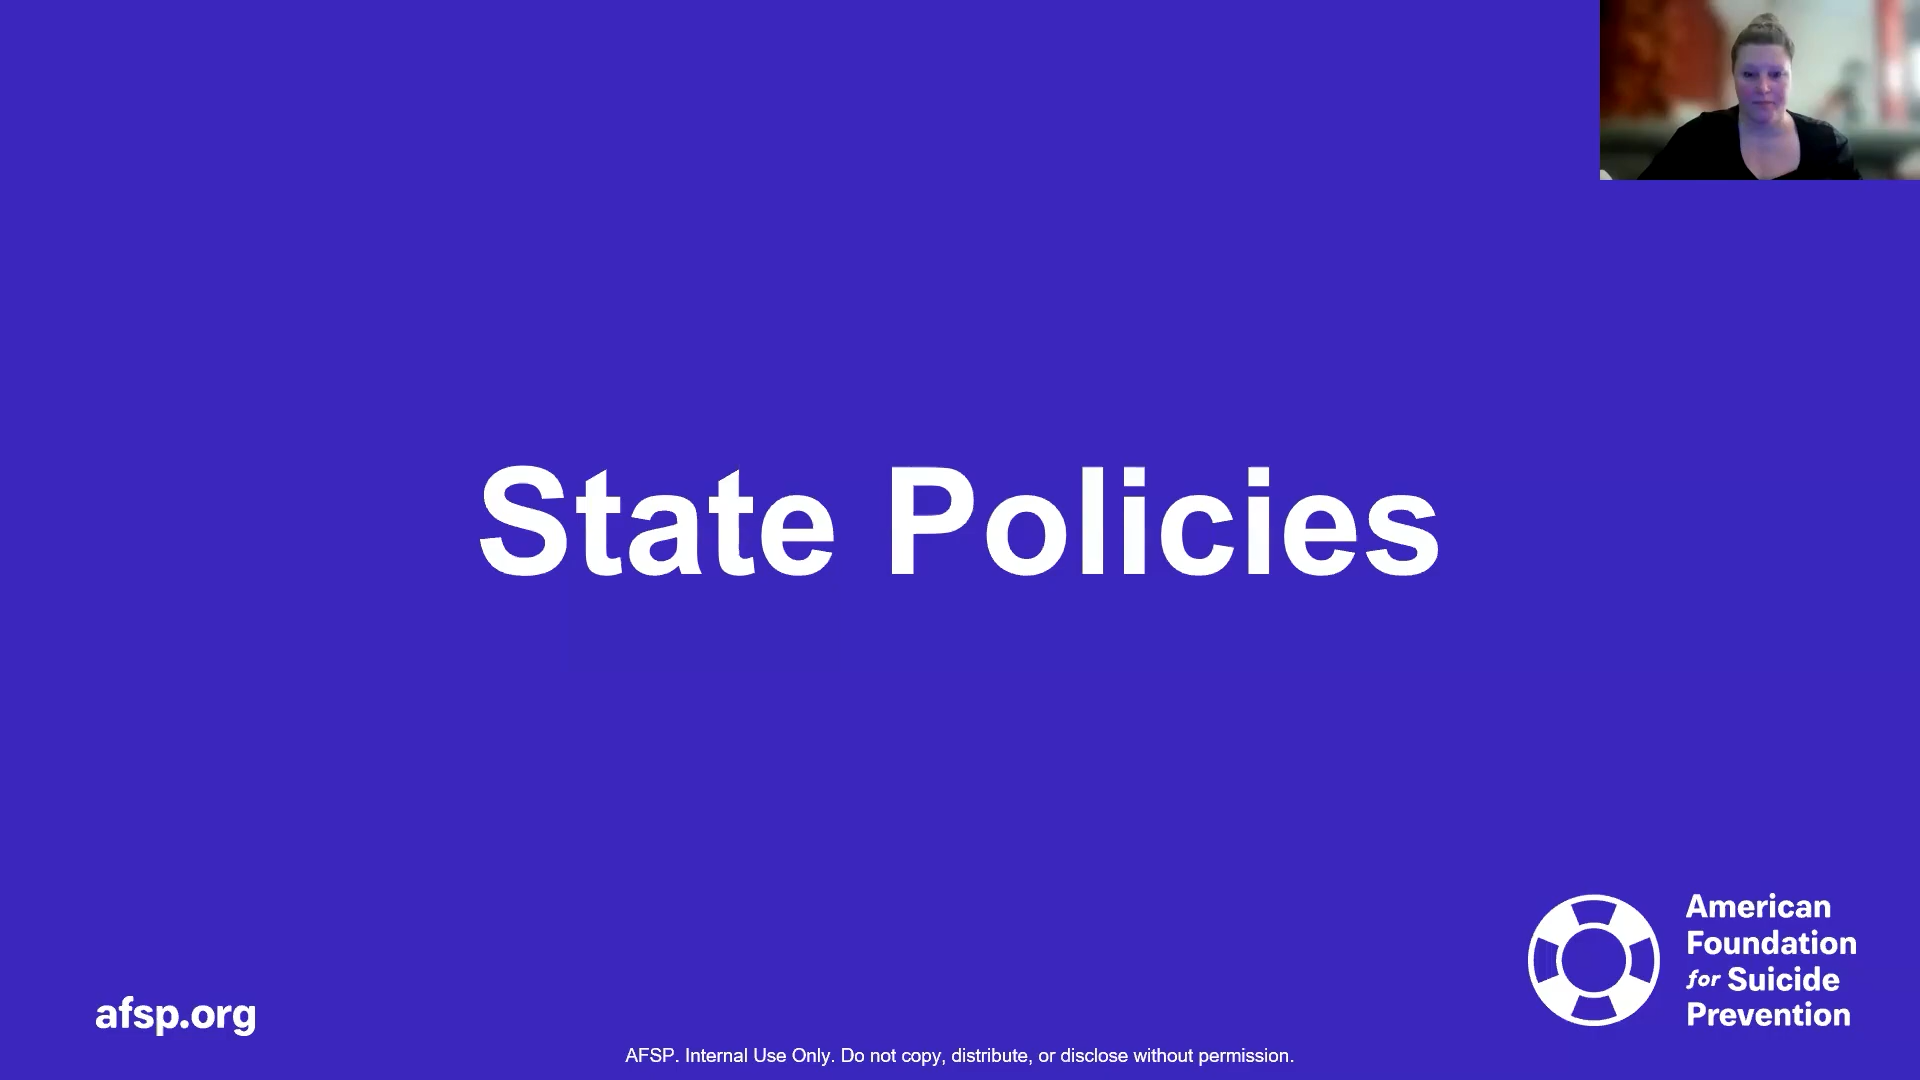 State Policies
American
Foundation
for Suicide
Prevention
afsp.org
AFSP. Internal Use Only. Do not copy, distribute, or disclose without permission.